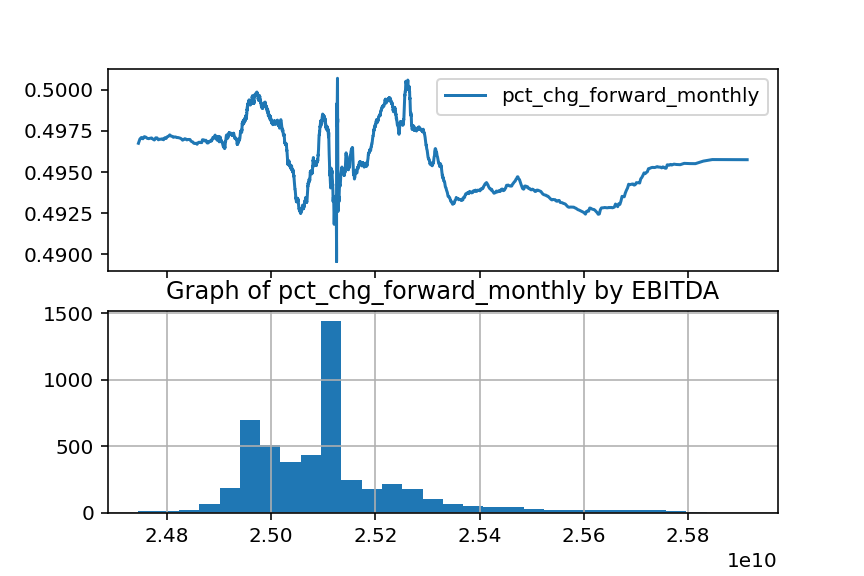 0.5000
pct_chg_forward_monthly
0.4975
0.4950
0.4925
0.4900
Graph of pct_chg_forward_monthly by EBITDA
1500
1000
500
0
2.48 2.50 2.52 2.54 2.56 2.58
1e10